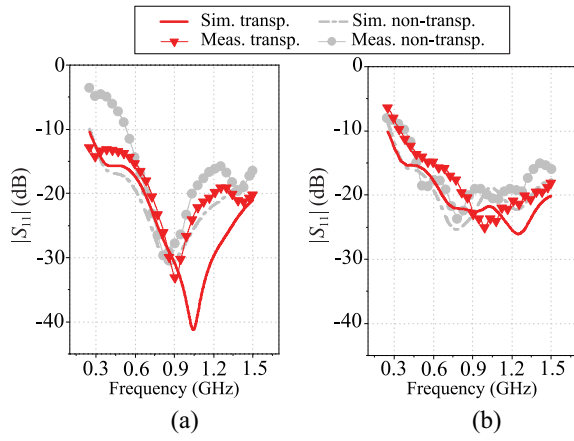 Sim. transp. Sim. non-transp.
Meas. transp. Meas. non-transp.
0
-10
-20
-30
-40
|S₁₁| (dB)
0.3 0.6 0.9 1.2 1.5
Frequency (GHz)
(a)
0
-10
-20
-30
-40
|S₁₁| (dB)
0.3 0.6 0.9 1.2 1.5
Frequency (GHz)
(b)